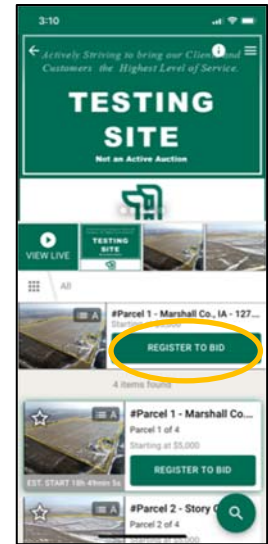 3:10
Actively Striving to bring our Clients and
Customers the Highest Level of Service.
TESTING
SITE
Not an Active Auction
VIEW LIVE
TESTING
SITE
All
A
#Parcel 1 - Marshall Co., IA - 127...
Starting at $5,000
REGISTER TO BID
4 items found
A
#Parcel 1 - Marshall Co....
Parcel 1 of 4
Starting at $5,000
REGISTER TO BID
EST. START 18h 49min 5s
A
#Parcel 2 - Story
Parcel 2 of 4
Starting at $5,000